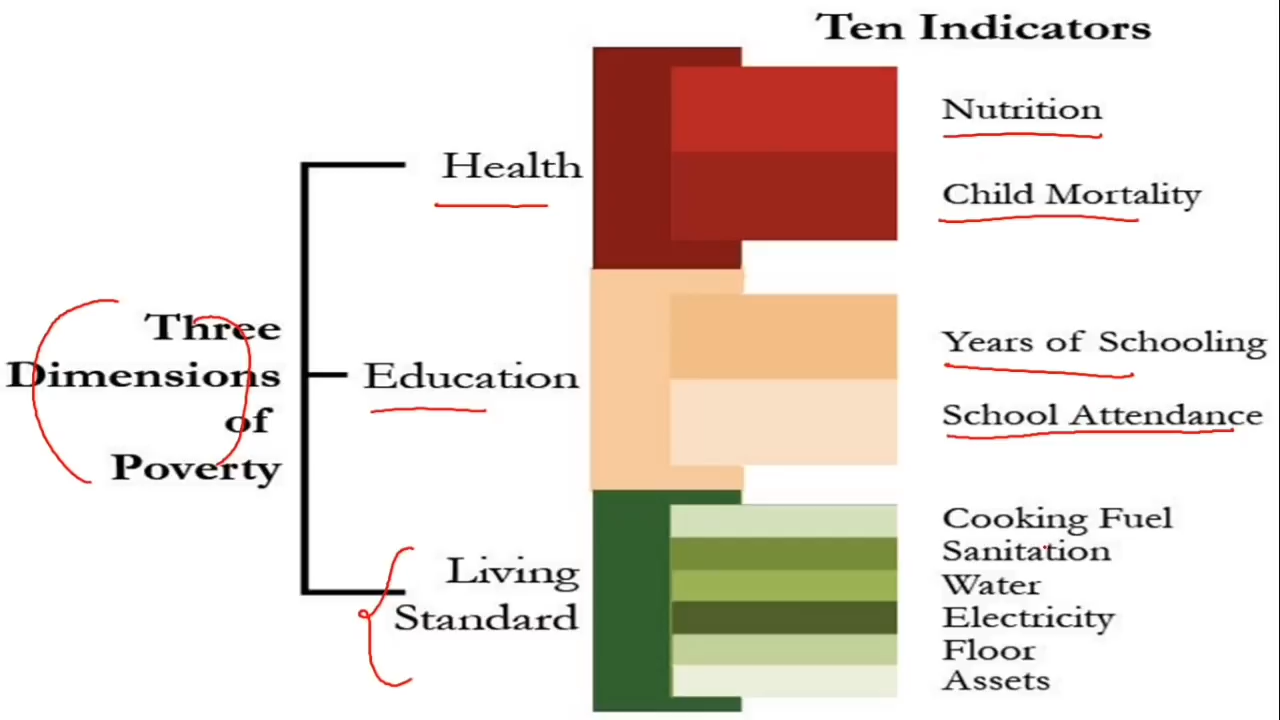 Ten Indicators
Three
Dimensions
of
Poverty
Health
Education
Living
Standard
Nutrition
Child Mortality
Years of Schooling
School Attendance
Cooking Fuel
Sanitation
Water
Electricity
Floor
Assets